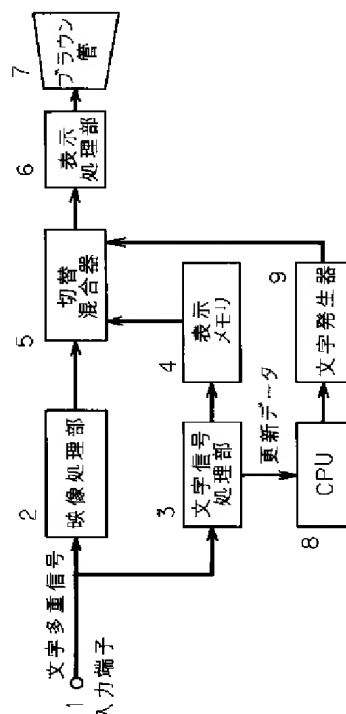 文字多重信号
1
入力端子
2
映像処理部
3
文字信号
処理部
4
表示
メモリ
5
切替
混合器
6
表示
処理部
7
ブラウン
管
更新データ
8
CPU
9
文字発生器